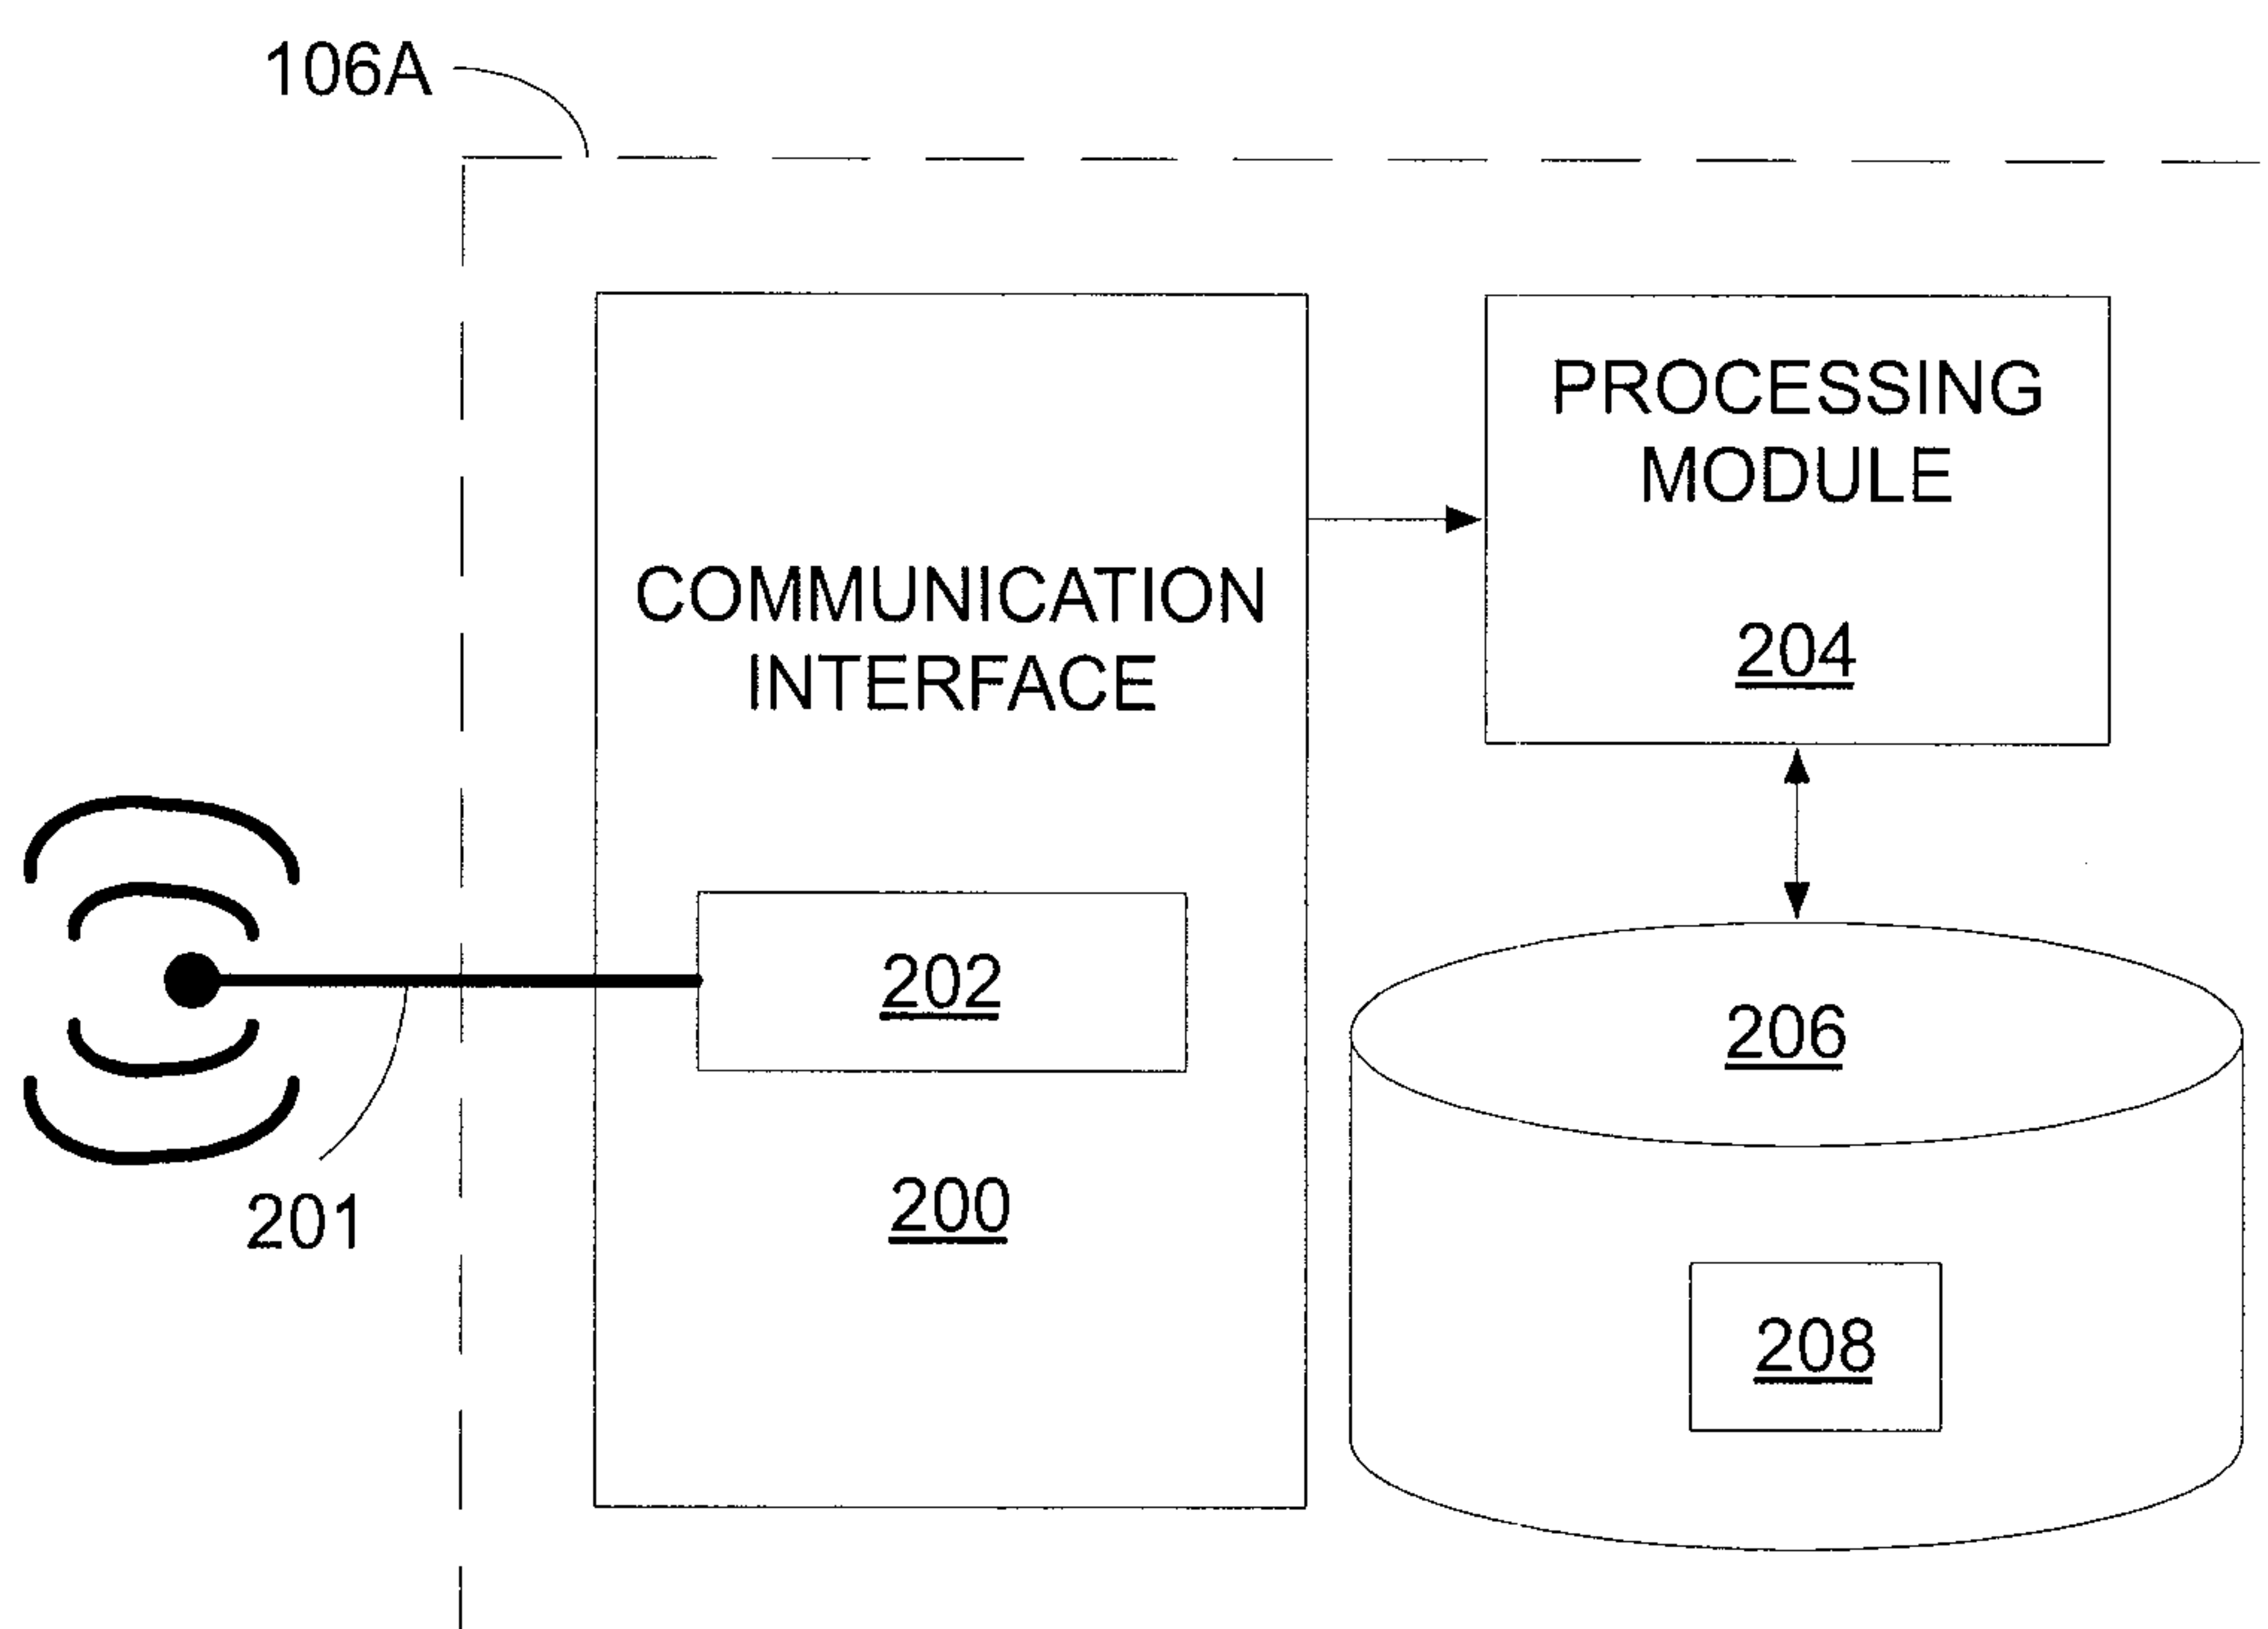 106A
PROCESSING
MODULE
204
COMMUNICATION
INTERFACE
202
200
201
206
208